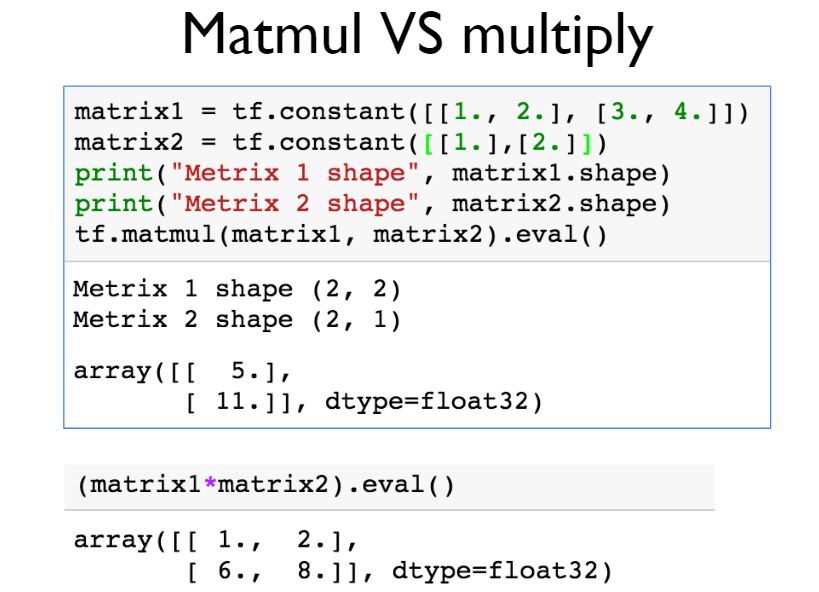 Matmul VS multiply
matrix1 = tf.constant([[1., 2.], [3., 4.]])
matrix2 = tf.constant([[1.],[2.]])
print("Metrix 1 shape", matrix1.shape)
print("Metrix 2 shape", matrix2.shape)
tf.matmul(matrix1, matrix2).eval()
Metrix 1 shape (2, 2)
Metrix 2 shape (2, 1)
array([[  5.],
       [ 11.]], dtype=float32)
(matrix1*matrix2).eval()
array([[ 1.,  2.],
       [ 6.,  8.]], dtype=float32)